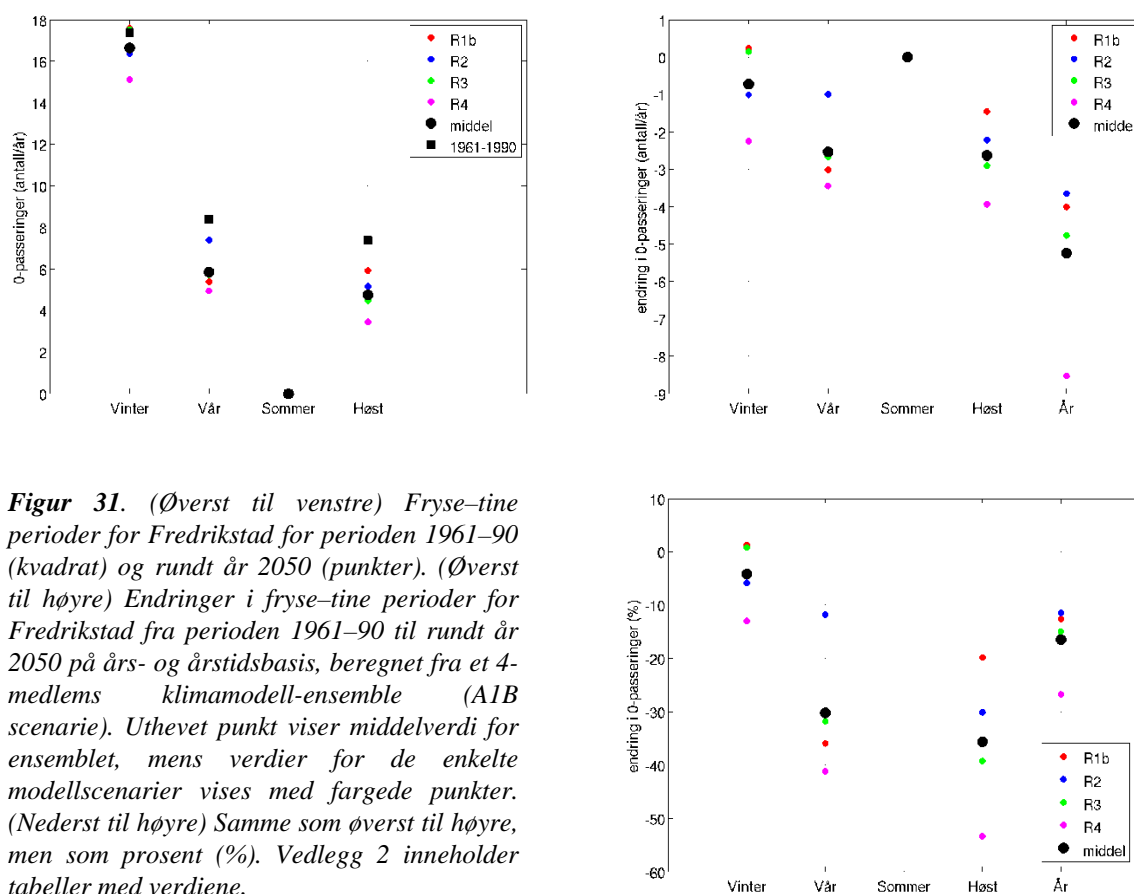 18
16
14
12
10
8
6
4
2
0
0-passeringer (antall/år)
Vinter
Vår
Sommer
Høst
R1b
R2
R3
R4
middel
1961-1990
1
0
-1
-2
-3
-4
-5
-6
-7
-8
-9
endring i 0-passeringer (antall/år)
Vinter
Vår
Sommer
Høst
År
R1b
R2
R3
R4
midde
Figur 31. (Øverst til venstre) Fryse–tine
perioder for Fredrikstad for perioden 1961–90
(kvadrat) og rundt år 2050 (punkter). (Øverst
til høyre) Endringer i fryse–tine perioder for
Fredrikstad fra perioden 1961–90 til rundt år
2050 på års- og årstidsbasis, beregnet fra et 4-
medlems klimamodell-ensemble (A1B
scenarie). Uthevet punkt viser middelverdi for
ensemblet, mens verdier for de enkelte
modellscenarier vises med fargede punkter.
(Nederst til høyre) Samme som øverst til høyre,
men som prosent (%). Vedlegg 2 inneholder
tabeller med verdiene.
10
0
-10
-20
-30
-40
-50
-60
endring i 0-passeringer (%)
Vinter
Vår
Sommer
Høst
År
R1b
R2
R3
R4
middel